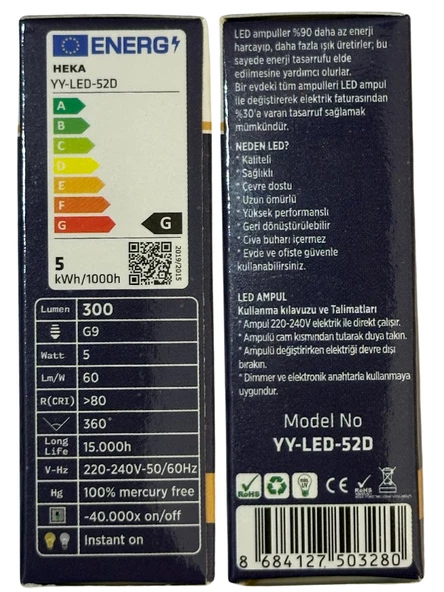 ENERG
HEKA
YY-LED-52D
A
B
C
D
E
F
G
G
5
kWh/1000h
2019/2015
Lumen 300
G9
Watt 5
Lm/W 60
R(CRI) >80
360°
Long Life 15.000h
V-Hz 220-240V-50/60Hz
Hg 100% mercury free
-40.000x on/off
Instant on
LED ampuller %90 daha az enerji
harcayıp, daha fazla ışık üretirler; bu
sayede enerji tasarrufu elde
edilmesine yardımcı olurlar.
Bir evdeki tüm ampulleri LED ampul
ile değiştirerek elektrik faturasından
%30'a varan tasarruf sağlamak
mümkündür.
NEDEN LED?
* Kaliteli
* Sağlıklı
* Çevre dostu
* Uzun ömürlü
* Yüksek performanslı
* Geri dönüştürülebilir
* Civa buharı içermez
* Evde ve ofiste güvenle
kullanabilirsiniz.
LED AMPUL
Kullanma kılavuzu ve Talimatları
* Ampul 220-240V elektrik ile direkt çalışır.
* Ampulü cam kısmından tutarak duya takın.
* Ampulü değiştirirken elektriği devre dışı
bırakın.
* Dimmer ve elektronik anahtarla kullanmaya
uygundur.
Model No
YY-LED-52D
RoHS
CE
RoHS
8 684127 503280